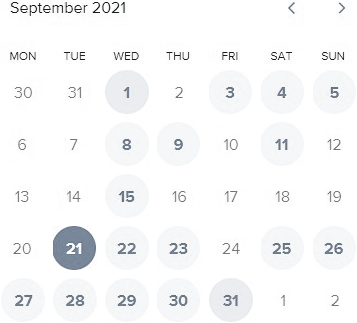 September 2021
MON TUE WED THU FRI SAT SUN
30 31 1 2 3 4 5
6 7 8 9 10 11 12
13 14 15 16 17 18 19
20 21 22 23 24 25 26
27 28 29 30 31 1 2